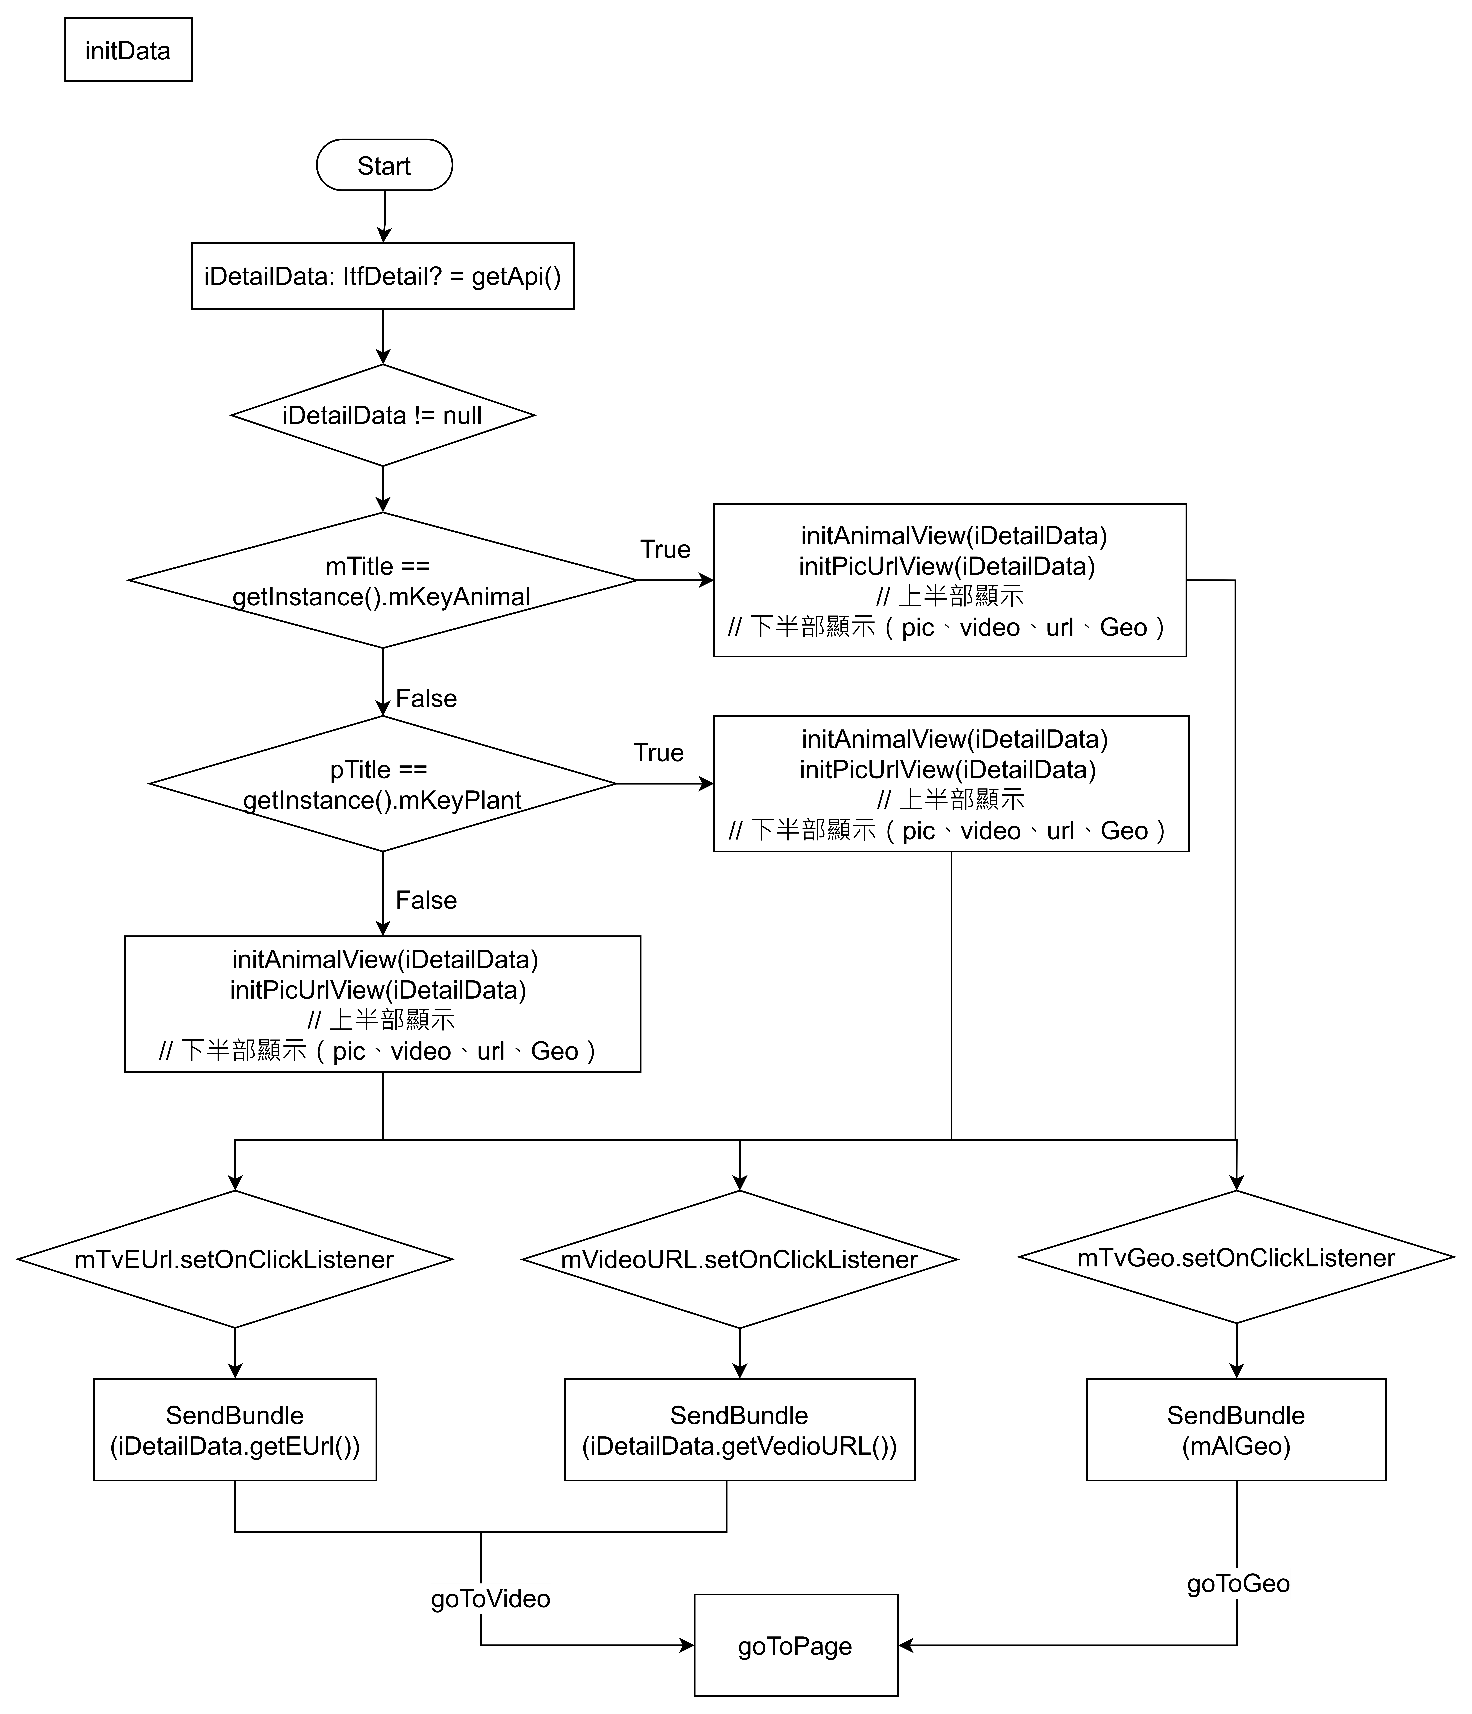 initData
Start
iDetailData: ItfDetail? = getApi()
iDetailData != null
mTitle ==
getInstance().mKeyAnimal
True
initAnimalView(iDetailData)
initPicUrlView(iDetailData)
// 上半部顯示
// 下半部顯示（pic、video、url、Geo）
False
pTitle ==
getInstance().mKeyPlant
True
initAnimalView(iDetailData)
initPicUrlView(iDetailData)
// 上半部顯示
// 下半部顯示（pic、video、url、Geo）
False
initAnimalView(iDetailData)
initPicUrlView(iDetailData)
// 上半部顯示
// 下半部顯示（pic、video、url、Geo）
mTvEUrl.setOnClickListener
mVideoURL.setOnClickListener
mTvGeo.setOnClickListener
SendBundle
(iDetailData.getEUrl())
SendBundle
(iDetailData.getVedioURL())
SendBundle
(mAlGeo)
goToVideo
goToGeo
goToPage